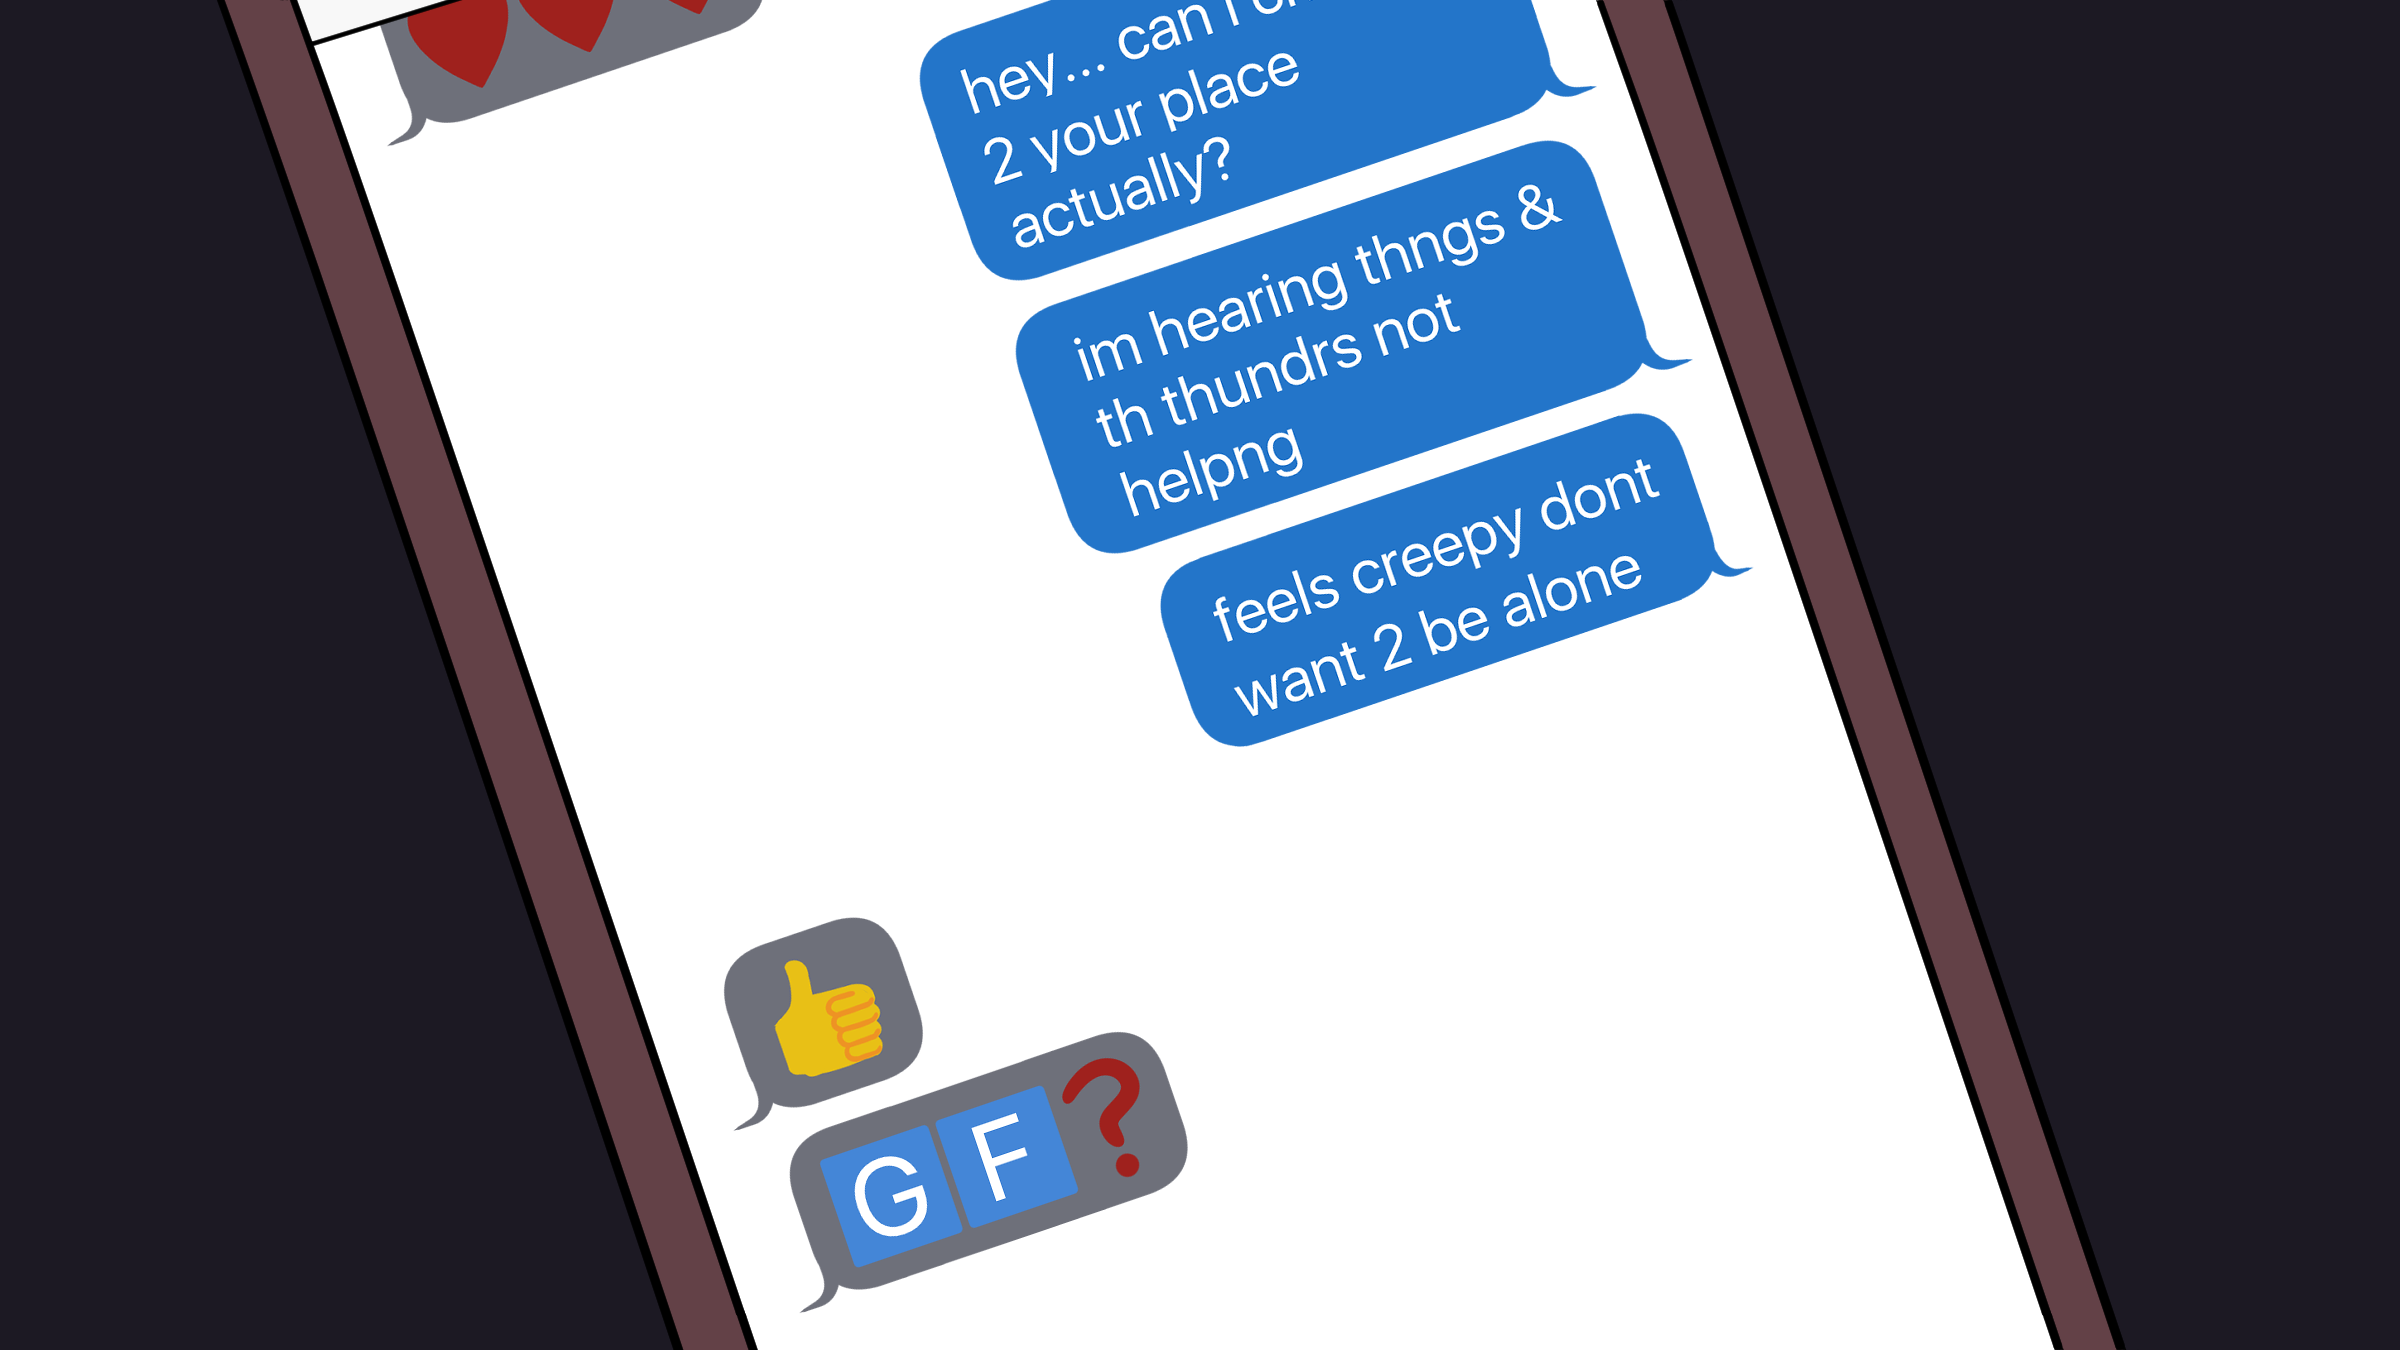 hey... can I
2 your place
actually?
im hearing thngs &
th thundrs not
helpng
feels creepy dont
want 2 be alone
GF?